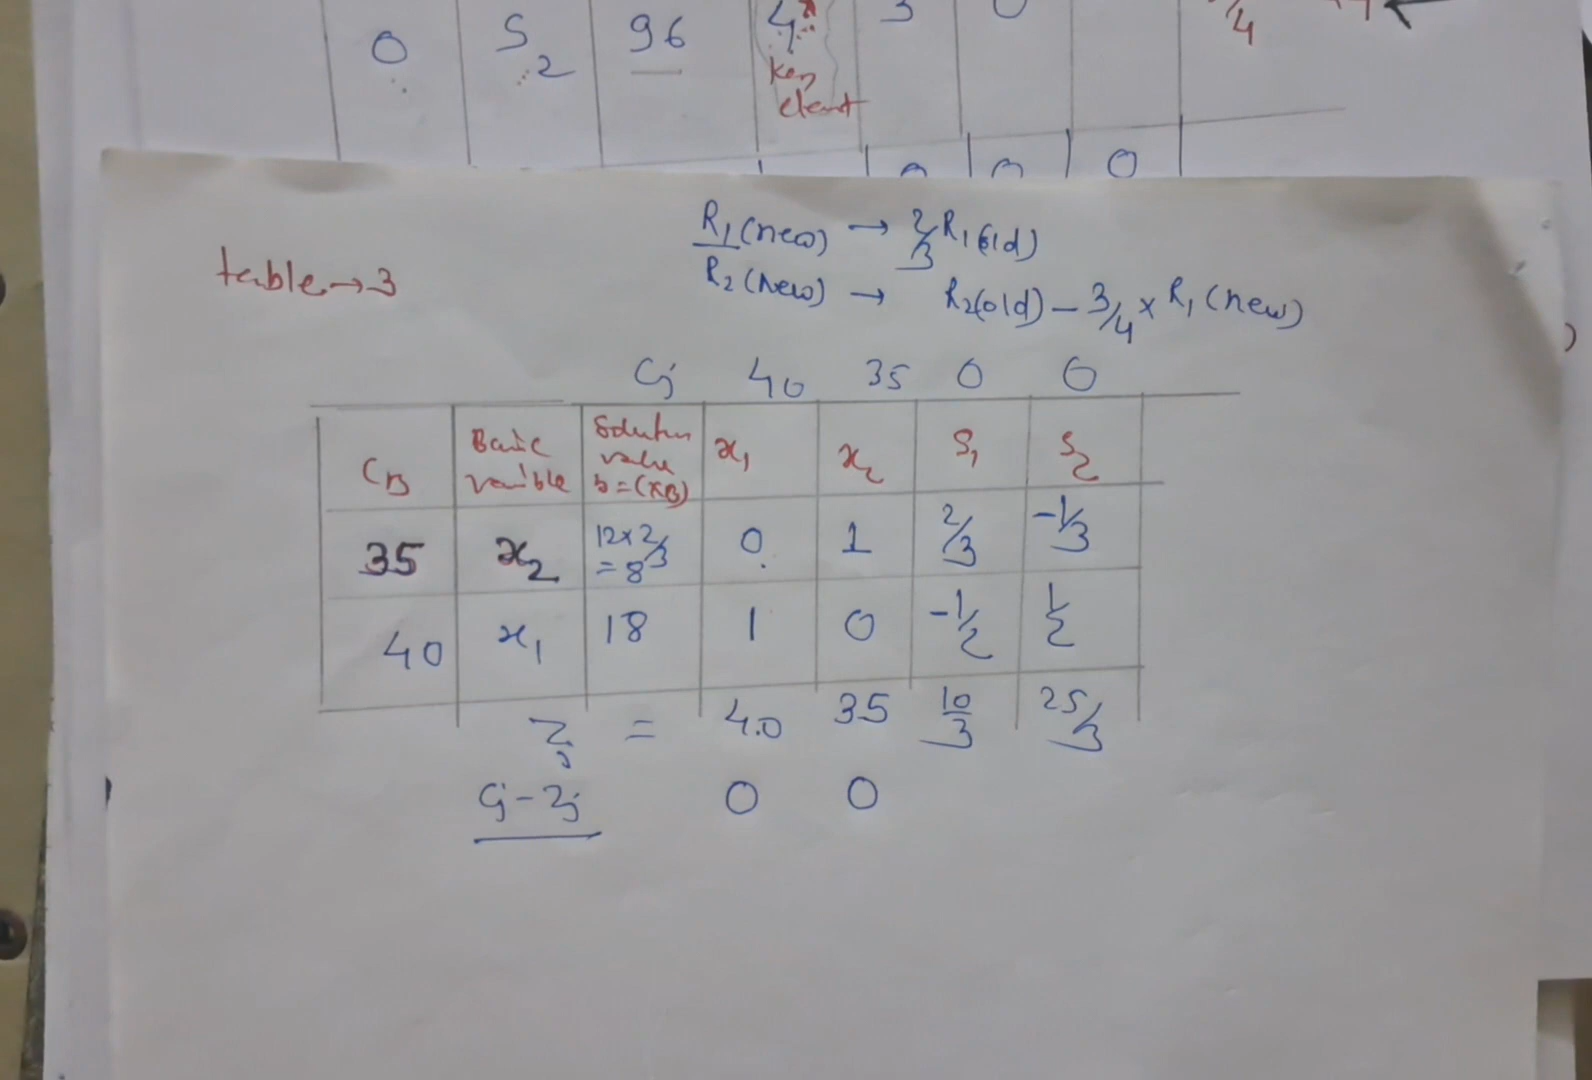 0 S2 96 4 3 0 /4
key
element
0
R1(new) → 2/3 R1(old)
table → 3
R2(new) → R2(old) - 3/4 × R1(new)
Cj 40 35 0 0
CB Basic variable Solution value b=(XB) x1 x2 S1 S2
35 x2 12×2/3 =8 0 1 2/3 -1/3
40 x1 18 1 0 -1/2 1/2
Zj = 40 35 10/3 25/3
Cj-Zj 0 0